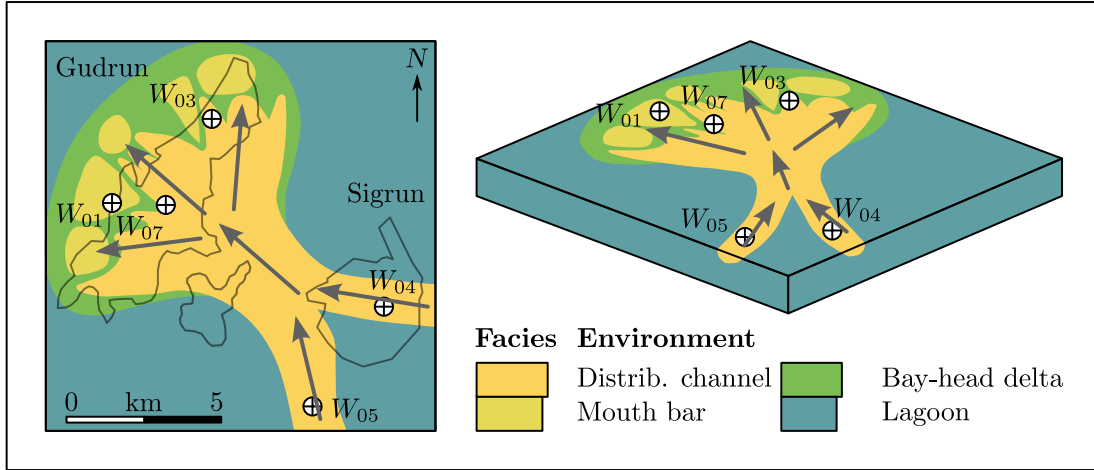 Gudrun
N
W03
Sigrun
W01
W07
W04
W05
0 km 5
W03
W07
W01
W05
W04
Facies Environment
Distrib. channel
Bay-head delta
Mouth bar
Lagoon